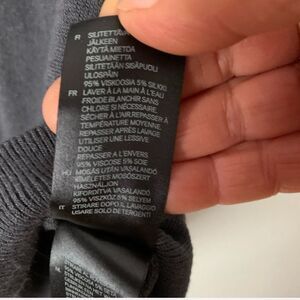 FI SILITETTÄVÄ
JÄLKEEN
KÄYTÄ MIETOA
PESUAINETTA
SILITETÄÄN SISÄPUOLI
ULOSPÄIN
95% VISKOOSIA 5% SILKKI
FR LAVER À LA MAIN À L'EAU
FROIDE.BLANCHIR SANS
CHLORE SI NÉCESSAIRE
SÉCHER À L'AIR.REPASSER À
TEMPÉRATURE MOYENNE.
REPASSER APRÈS LAVAGE
UTILISER UNE LESSIVE
DOUCE
REPASSER A L'ENVERS
95% VISCOSE 5% SOIE
HU MOSÁS UTÁN VASALANDÓ
KÍMÉLETES MOSÓSZERT
HASZNÁLJON
KIFORDÍTVA VASALANDÓ
95% VISZKÓZ 5% SELYEM
IT STIRARE DOPO IL LAVAGGIO
USARE SOLO DETERGENTI